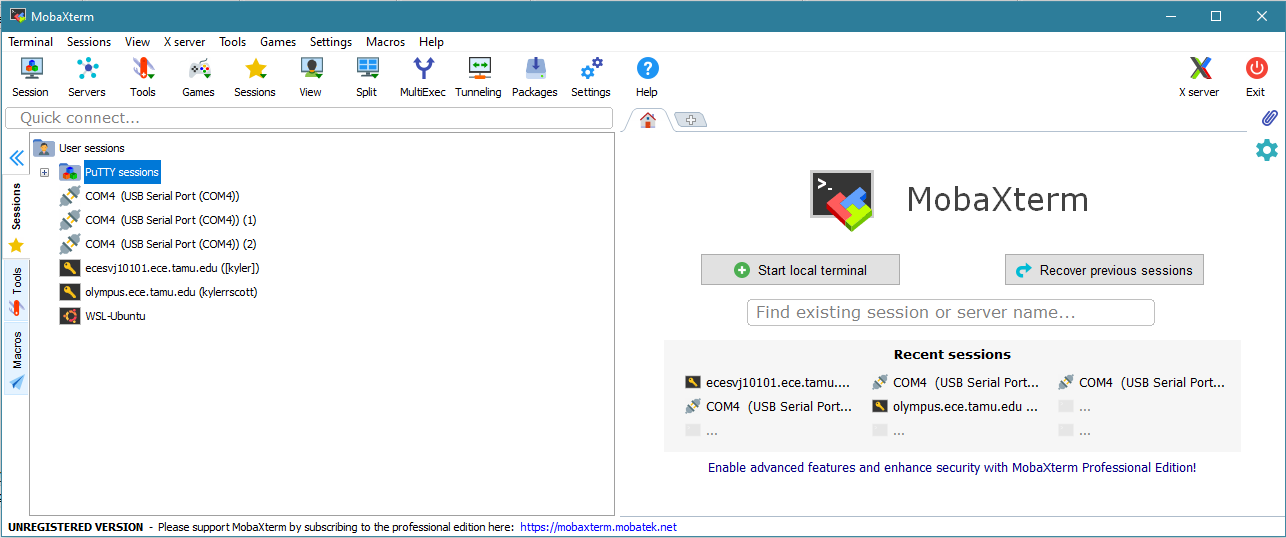 MobaXterm
Terminal Sessions View X server Tools Games Settings Macros Help
Session Servers Tools Games Sessions View Split MultiExec Tunneling Packages Settings Help X server Exit
Quick connect...
User sessions
PuTTY sessions
COM4 (USB Serial Port (COM4))
COM4 (USB Serial Port (COM4)) (1)
COM4 (USB Serial Port (COM4)) (2)
ecesvj10101.ece.tamu.edu ([kyler])
olympus.ece.tamu.edu (kylerrscott)
WSL-Ubuntu
Sessions
Tools
Macros
>_
MobaXterm
Start local terminal
Recover previous sessions
Find existing session or server name...
Recent sessions
ecesvj10101.ece.tamu.... COM4 (USB Serial Port... COM4 (USB Serial Port...
COM4 (USB Serial Port... olympus.ece.tamu.edu ... ...
... ... ...
Enable advanced features and enhance security with MobaXterm Professional Edition!
UNREGISTERED VERSION - Please support MobaXterm by subscribing to the professional edition here: https://mobaxterm.mobatek.net